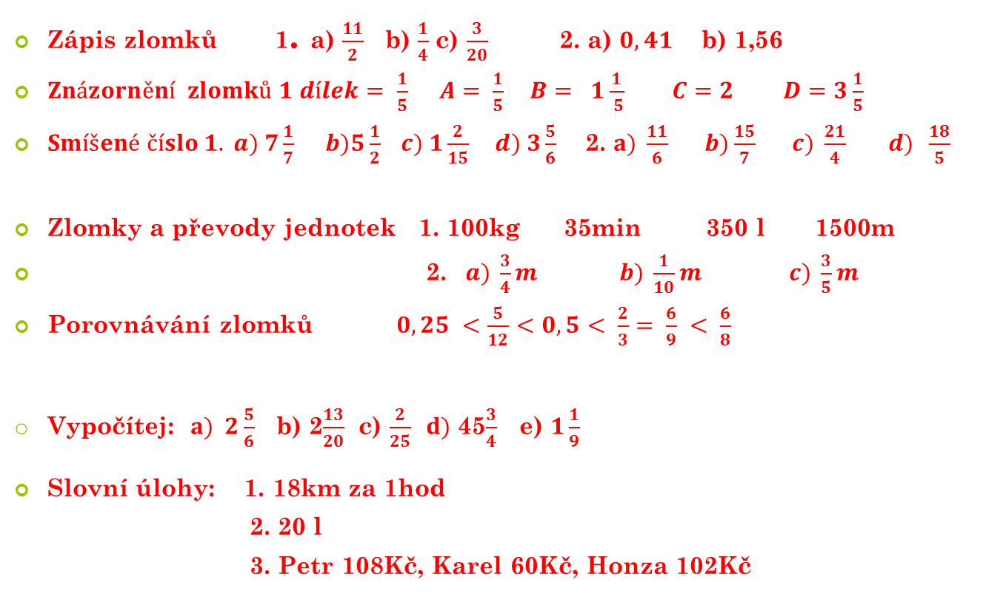 Zápis zlomků 1. a) 11/2 b) 1/4 c) 3/20 2. a) 0,41 b) 1,56
Znázornění zlomků 1 dílek = 1/5 A = 1/5 B = 1 1/5 C = 2 D = 3 1/5
Smíšené číslo 1. a) 7 1/7 b)5 1/2 c) 1 2/15 d) 3 5/6 2. a) 11/6 b) 15/7 c) 21/4 d) 18/5
Zlomky a převody jednotek 1. 100kg 35min 350 l 1500m
2. a) 3/4 m b) 1/10 m c) 3/5 m
Porovnávání zlomků 0,25 < 5/12 < 0,5 < 2/3 = 6/9 < 6/8
Vypočítej: a) 2 5/6 b) 2 13/20 c) 2/25 d) 45 3/4 e) 1 1/9
Slovní úlohy: 1. 18km za 1hod
2. 20 l
3. Petr 108Kč, Karel 60Kč, Honza 102Kč